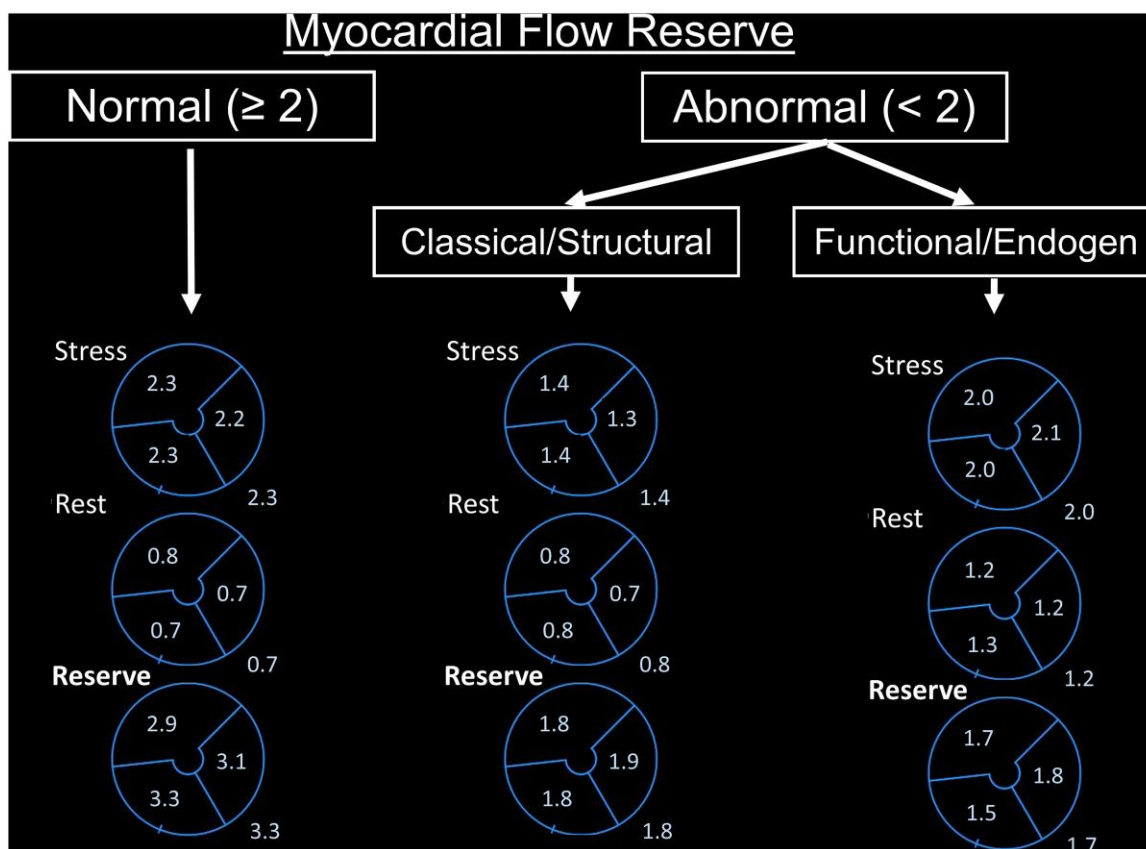 Myocardial Flow Reserve
Normal (≥ 2)
Abnormal (< 2)
Classical/Structural
Functional/Endogen
Stress
2.3
2.2
2.3
2.3
Rest
0.8
0.7
0.7
0.7
Reserve
2.9
3.1
3.3
3.3
Stress
1.4
1.3
1.4
1.4
Rest
0.8
0.7
0.8
0.8
Reserve
1.8
1.9
1.8
1.8
Stress
2.0
2.1
2.0
2.0
Rest
1.2
1.2
1.3
1.2
Reserve
1.7
1.8
1.5
1.7